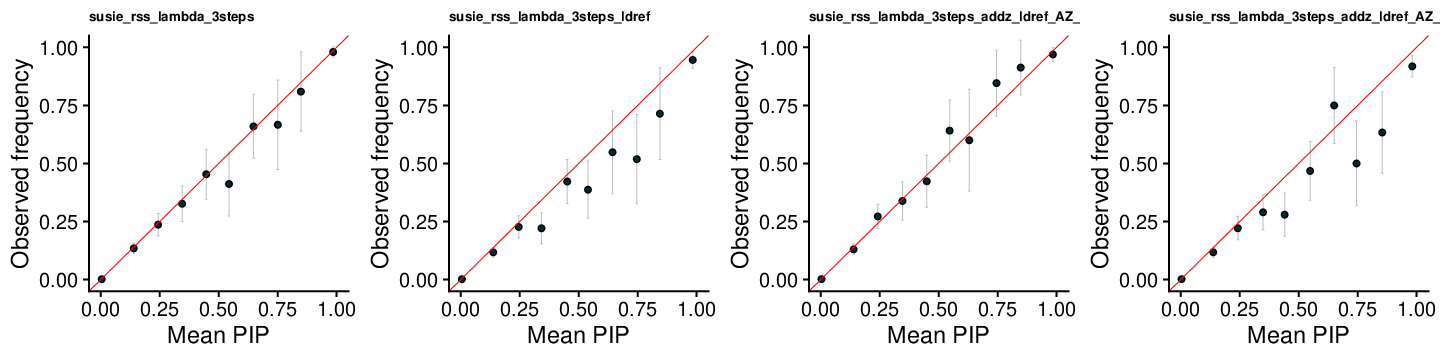 susie_rss_lambda_3steps
Observed frequency
1.00
0.75
0.50
0.25
0.00
0.00 0.25 0.50 0.75 1.00
Mean PIP
susie_rss_lambda_3steps_ldref
Observed frequency
1.00
0.75
0.50
0.25
0.00
0.00 0.25 0.50 0.75 1.00
Mean PIP
susie_rss_lambda_3steps_addz_ldref_AZ_
Observed frequency
1.00
0.75
0.50
0.25
0.00
0.00 0.25 0.50 0.75 1.00
Mean PIP
susie_rss_lambda_3steps_addz_ldref_AZ_
Observed frequency
1.00
0.75
0.50
0.25
0.00
0.00 0.25 0.50 0.75 1.00
Mean PIP